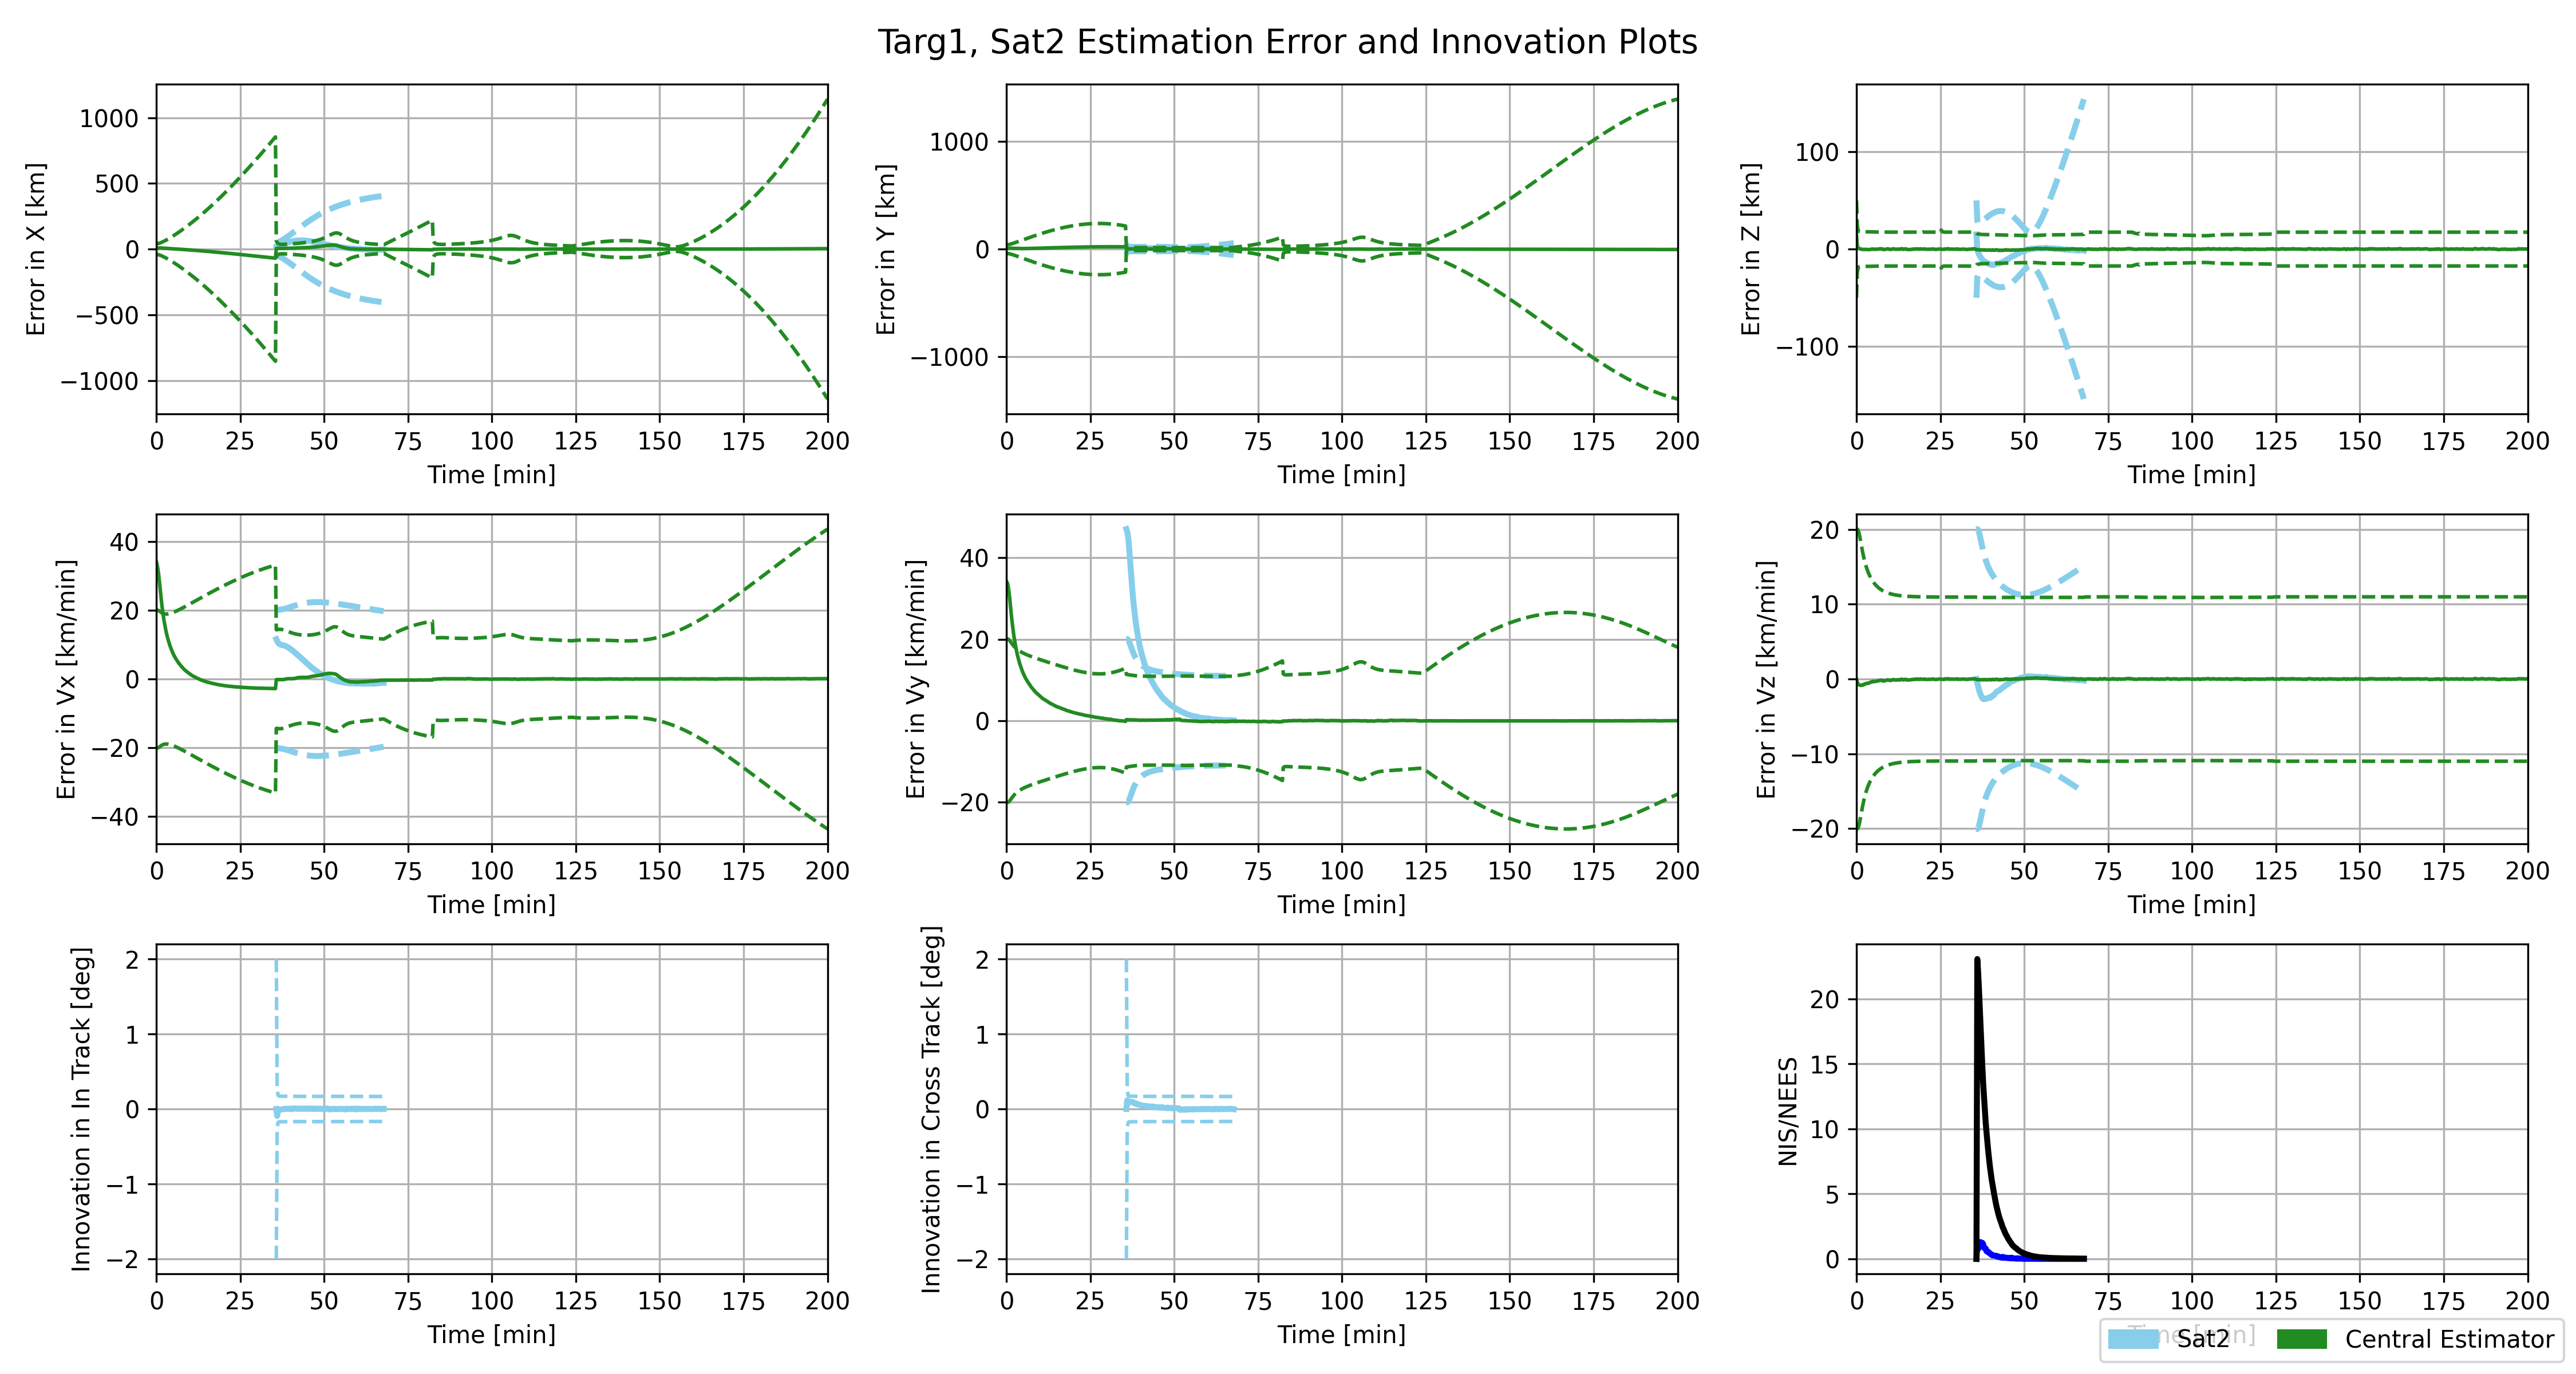 Targ1, Sat2 Estimation Error and Innovation Plots
Error in X [km]
1000
500
0
−500
−1000
0 25 50 75 100 125 150 175 200
Time [min]
Error in Y [km]
1000
0
−1000
0 25 50 75 100 125 150 175 200
Time [min]
Error in Z [km]
100
0
−100
0 25 50 75 100 125 150 175 200
Time [min]
Error in Vx [km/min]
40
20
0
−20
−40
0 25 50 75 100 125 150 175 200
Time [min]
Error in Vy [km/min]
40
20
0
−20
0 25 50 75 100 125 150 175 200
Time [min]
Error in Vz [km/min]
20
10
0
−10
−20
0 25 50 75 100 125 150 175 200
Time [min]
Innovation in In Track [deg]
2
1
0
−1
−2
0 25 50 75 100 125 150 175 200
Time [min]
Innovation in Cross Track [deg]
2
1
0
−1
−2
0 25 50 75 100 125 150 175 200
Time [min]
NIS/NEES
20
15
10
5
0
0 25 50 75 100 125 150 175 200
Time [min]
Sat2 Central Estimator